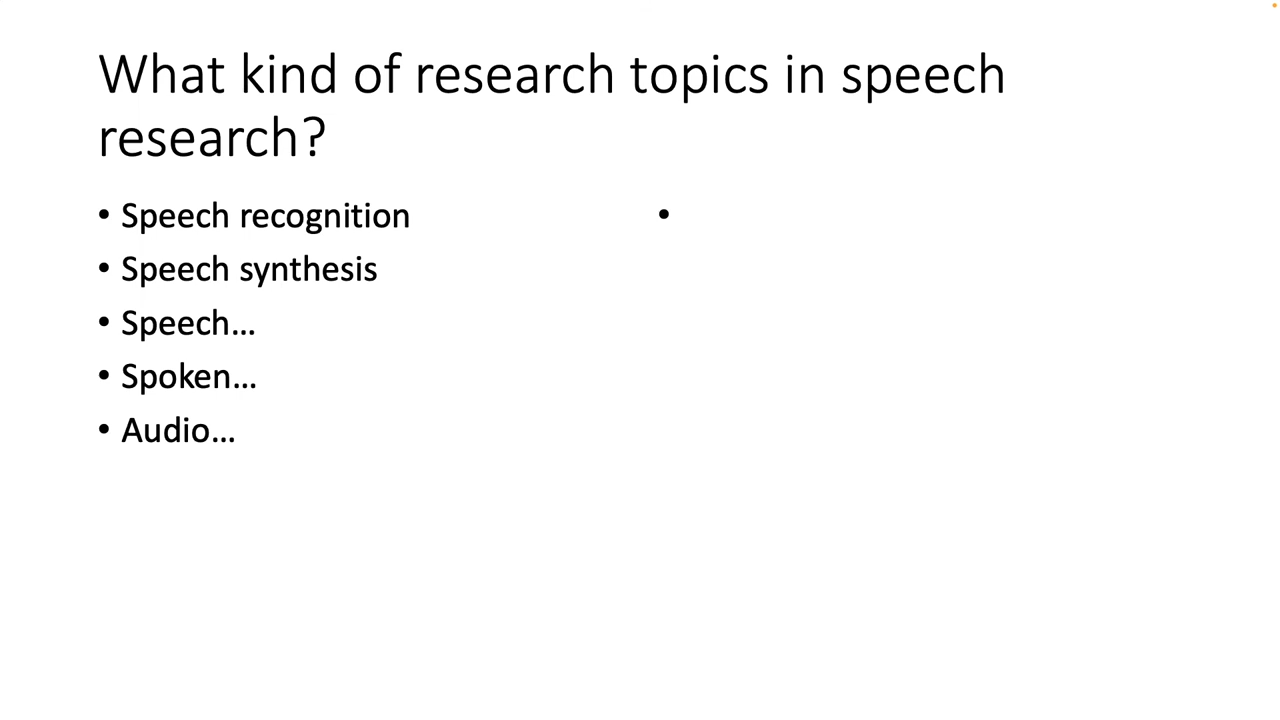 What kind of research topics in speech
research?
• Speech recognition
• Speech synthesis
• Speech…
• Spoken…
• Audio…
•